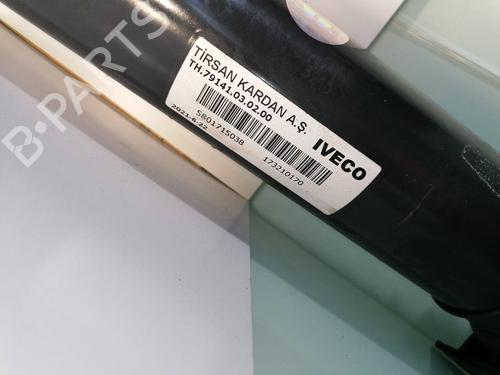 TİRSAN KARDAN A.Ş.
TH.79141.03.02.00
2021-6-22
5801715038
173210170
IVECO
B-PARTS